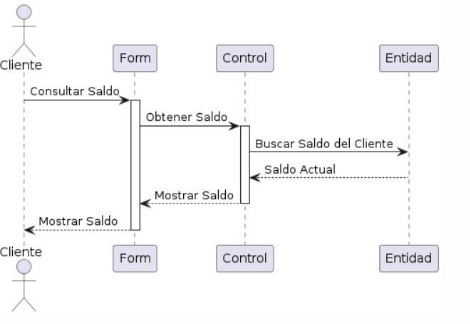 Cliente
Form
Control
Entidad
Consultar Saldo
Obtener Saldo
Buscar Saldo del Cliente
Saldo Actual
Mostrar Saldo
Mostrar Saldo
Cliente
Form
Control
Entidad